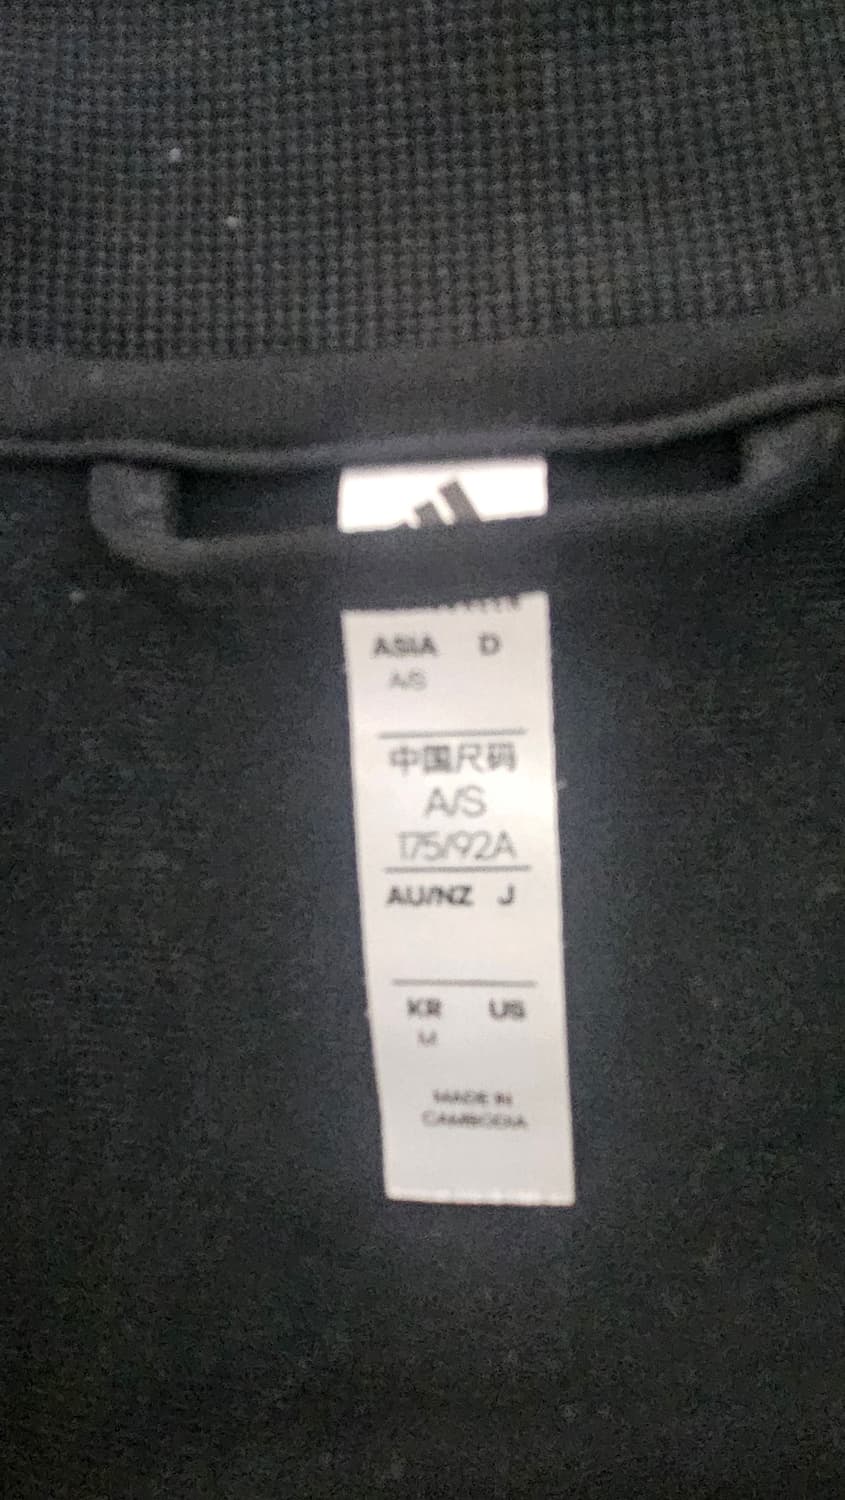 ASIA D
A/S
中国尺码
A/S
175/92A
AU/NZ J
KR US
M
MADE IN
CAMBODIA